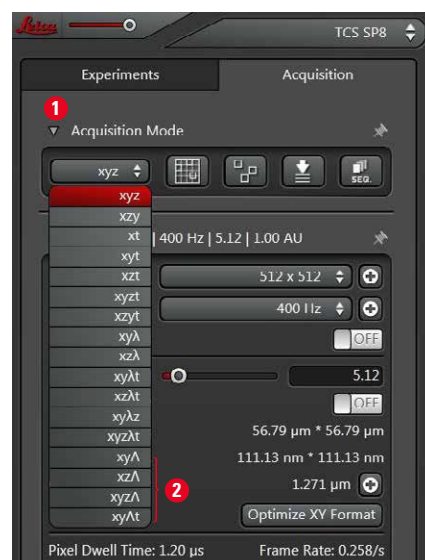 Leica
TCS SP8
Experiments
Acquisition
1
Acquisition Mode
xyz
SEQ.
xyz
xzy
xt
| 400 Hz | 5.12 | 1.00 AU
xyt
xzt
512 x 512
xyzt
400 Hz
xzyt
xyλ
OFF
xzλ
xyλt
5.12
xzλt
OFF
xyλz
xyzλt
56.79 μm * 56.79 μm
xyΛ
111.13 nm * 111.13 nm
xzΛ
2
1.271 μm
xyzΛ
xyΛt
Optimize XY Format
Pixel Dwell Time: 1.20 μs
Frame Rate: 0.258/s